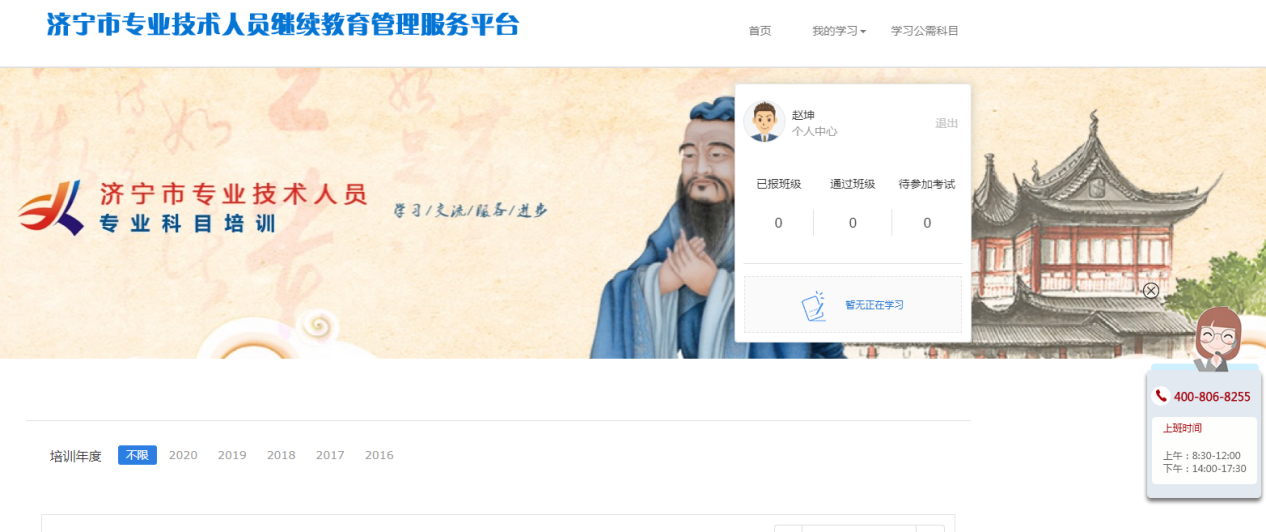 济宁市专业技术人员继续教育管理服务平台
首页 我的学习 学习公需科目
赵坤
个人中心
退出
济宁市专业技术人员
专业科目培训
学习/交流/服务/进步
已报班级 通过班级 待参加考试
0 0 0
暂无正在学习
400-806-8255
上班时间
上午：8:30-12:00
下午：14:00-17:30
培训年度 不限 2020 2019 2018 2017 2016